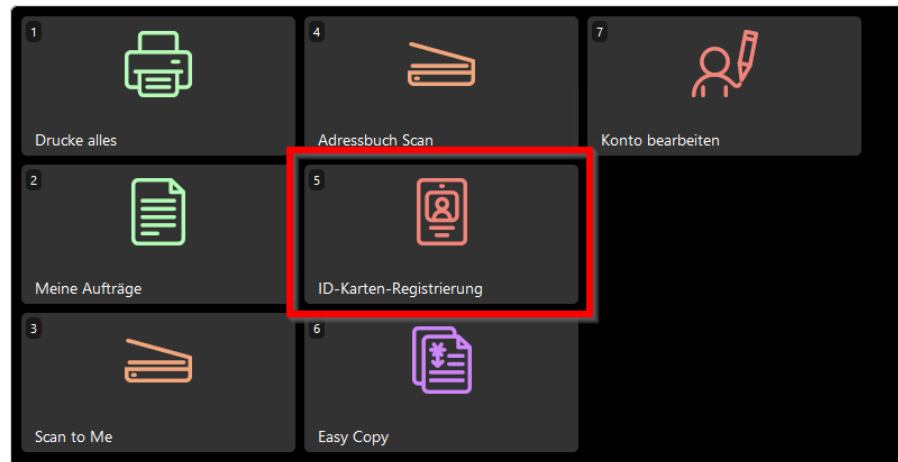 1
Drucke alles
4
Adressbuch Scan
7
Konto bearbeiten
2
Meine Aufträge
5
ID-Karten-Registrierung
3
Scan to Me
6
Easy Copy